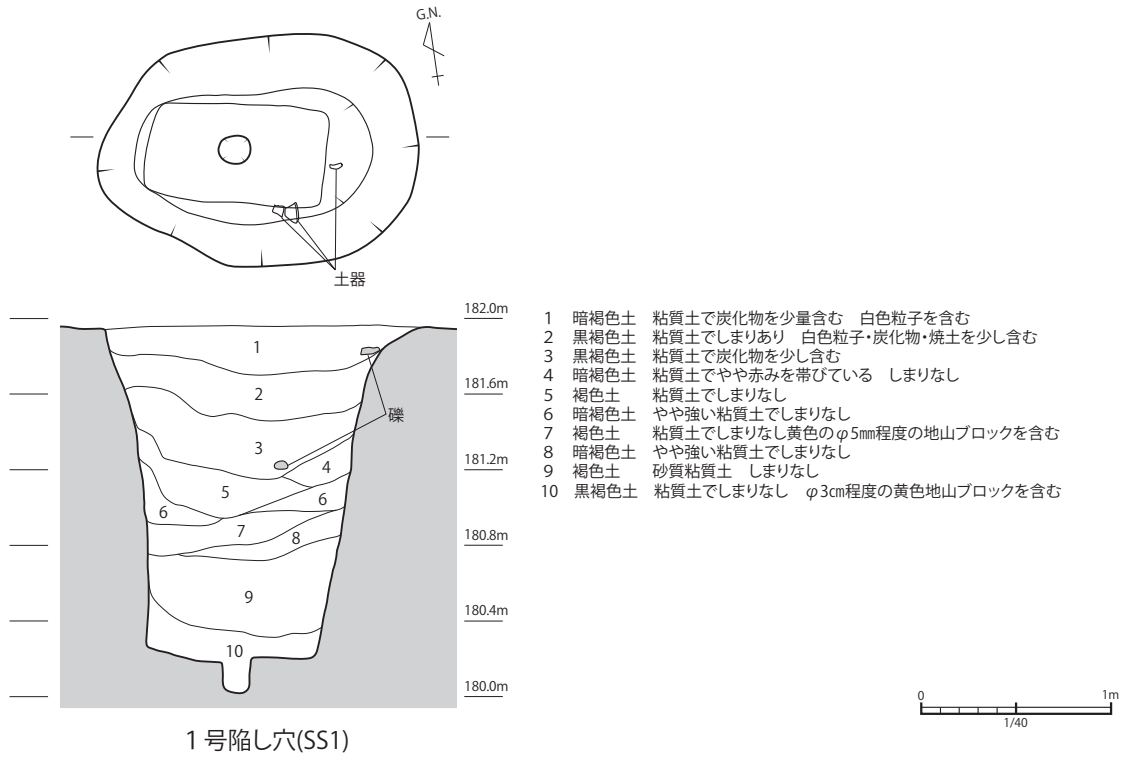 G.N.
土器
182.0m
181.6m
181.2m
180.8m
180.4m
180.0m
1
2
3
4
5
6
6
7
8
9
10
礫
1 暗褐色土 粘質土で炭化物を少量含む 白色粒子を含む
2 黒褐色土 粘質土でしまりあり 白色粒子・炭化物・焼土を少し含む
3 黒褐色土 粘質土で炭化物を少し含む
4 暗褐色土 粘質土でやや赤みを帯びている しまりなし
5 褐色土 粘質土でしまりなし
6 暗褐色土 やや強い粘質土でしまりなし
7 褐色土 粘質土でしまりなし黄色のφ5㎜程度の地山ブロックを含む
8 暗褐色土 やや強い粘質土でしまりなし
9 褐色土 砂質粘質土 しまりなし
10 黒褐色土 粘質土でしまりなし φ3㎝程度の黄色地山ブロックを含む
0 1m
1/40
1号陥し穴(SS1)